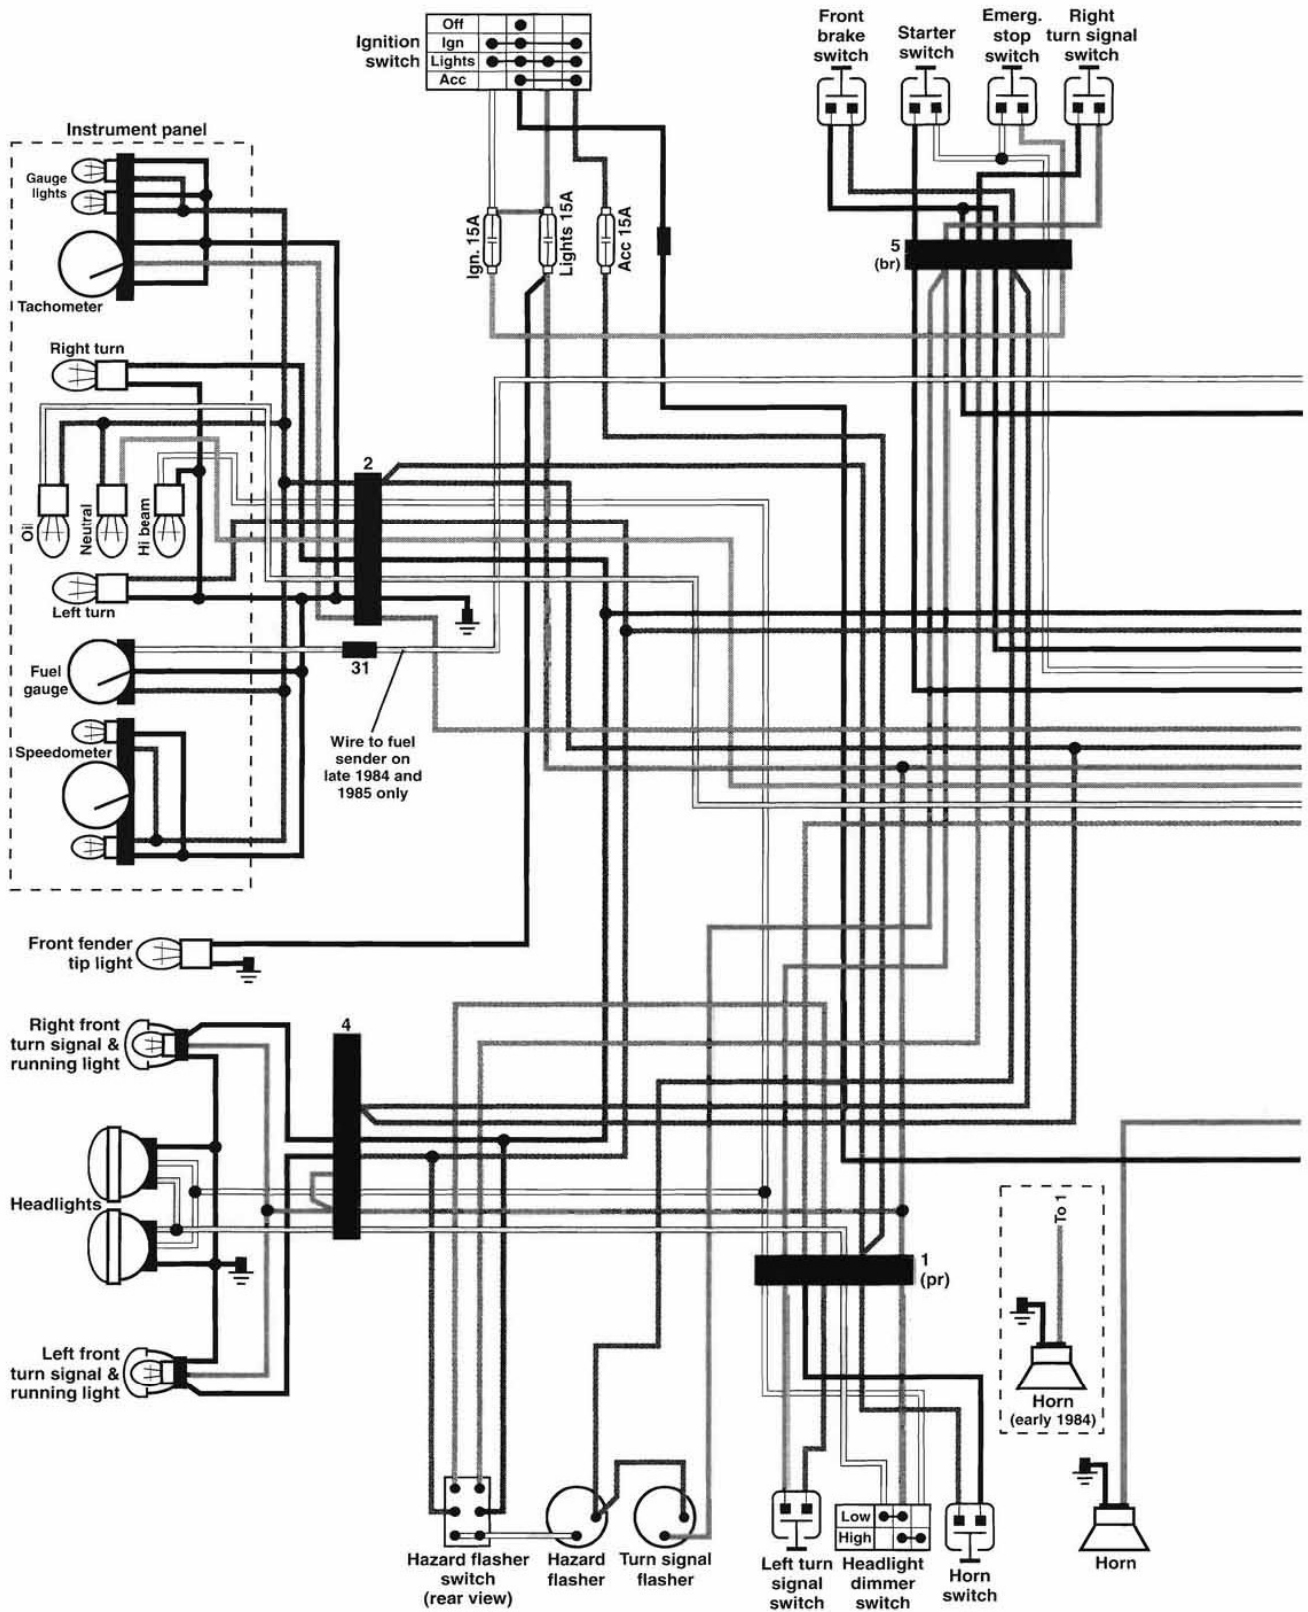 Ignition
switch
Off
Ign
Lights
Acc
Front
brake
switch
Starter
switch
Emerg.
stop
switch
Right
turn signal
switch
Instrument panel
Gauge
lights
Tachometer
Ign. 15A
Lights 15A
Acc 15A
5
(br)
Right turn
2
Oil
Neutral
Hi beam
Left turn
31
Fuel
gauge
Speedometer
Wire to fuel
sender on
late 1984 and
1985 only
Front fender
tip light
Right front
turn signal &
running light
4
Headlights
To 1
1
(pr)
Left front
turn signal &
running light
Horn
(early 1984)
Low
High
Hazard flasher
switch
(rear view)
Hazard
flasher
Turn signal
flasher
Left turn
signal
switch
Headlight
dimmer
switch
Horn
switch
Horn